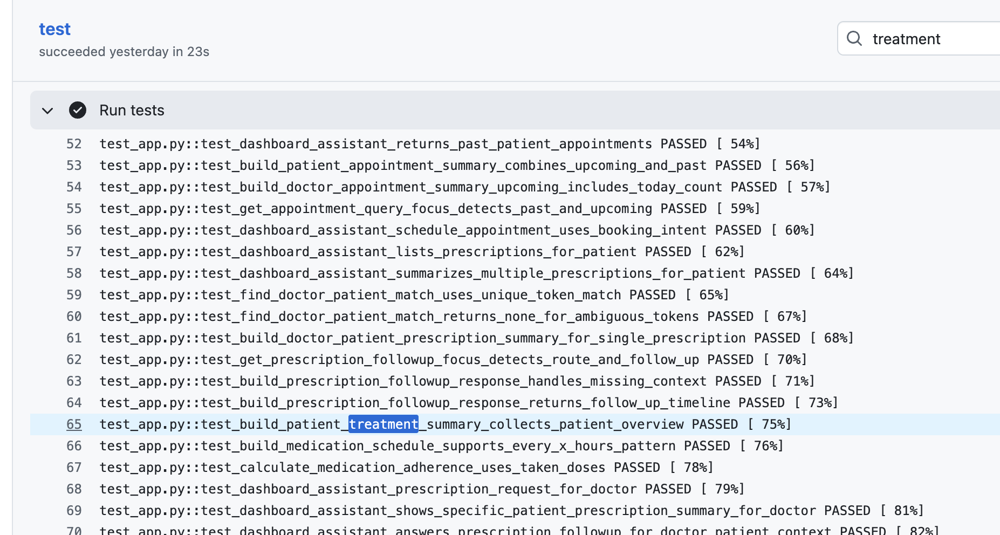 test
succeeded yesterday in 23s
treatment
Run tests
52 test_app.py::test_dashboard_assistant_returns_past_patient_appointments PASSED [ 54%]
53 test_app.py::test_build_patient_appointment_summary_combines_upcoming_and_past PASSED [ 56%]
54 test_app.py::test_build_doctor_appointment_summary_upcoming_includes_today_count PASSED [ 57%]
55 test_app.py::test_get_appointment_query_focus_detects_past_and_upcoming PASSED [ 59%]
56 test_app.py::test_dashboard_assistant_schedule_appointment_uses_booking_intent PASSED [ 60%]
57 test_app.py::test_dashboard_assistant_lists_prescriptions_for_patient PASSED [ 62%]
58 test_app.py::test_dashboard_assistant_summarizes_multiple_prescriptions_for_patient PASSED [ 64%]
59 test_app.py::test_find_doctor_patient_match_uses_unique_token_match PASSED [ 65%]
60 test_app.py::test_find_doctor_patient_match_returns_none_for_ambiguous_tokens PASSED [ 67%]
61 test_app.py::test_build_doctor_patient_prescription_summary_for_single_prescription PASSED [ 68%]
62 test_app.py::test_get_prescription_followup_focus_detects_route_and_follow_up PASSED [ 70%]
63 test_app.py::test_build_prescription_followup_response_handles_missing_context PASSED [ 71%]
64 test_app.py::test_build_prescription_followup_response_returns_follow_up_timeline PASSED [ 73%]
65 test_app.py::test_build_patient_treatment_summary_collects_patient_overview PASSED [ 75%]
66 test_app.py::test_build_medication_schedule_supports_every_x_hours_pattern PASSED [ 76%]
67 test_app.py::test_calculate_medication_adherence_uses_taken_doses PASSED [ 78%]
68 test_app.py::test_dashboard_assistant_prescription_request_for_doctor PASSED [ 79%]
69 test_app.py::test_dashboard_assistant_shows_specific_patient_prescription_summary_for_doctor PASSED [ 81%]
70 test_app.py::test_dashboard_assistant_answers_prescription_followup_for_doctor_patient_context PASSED [ 82%]